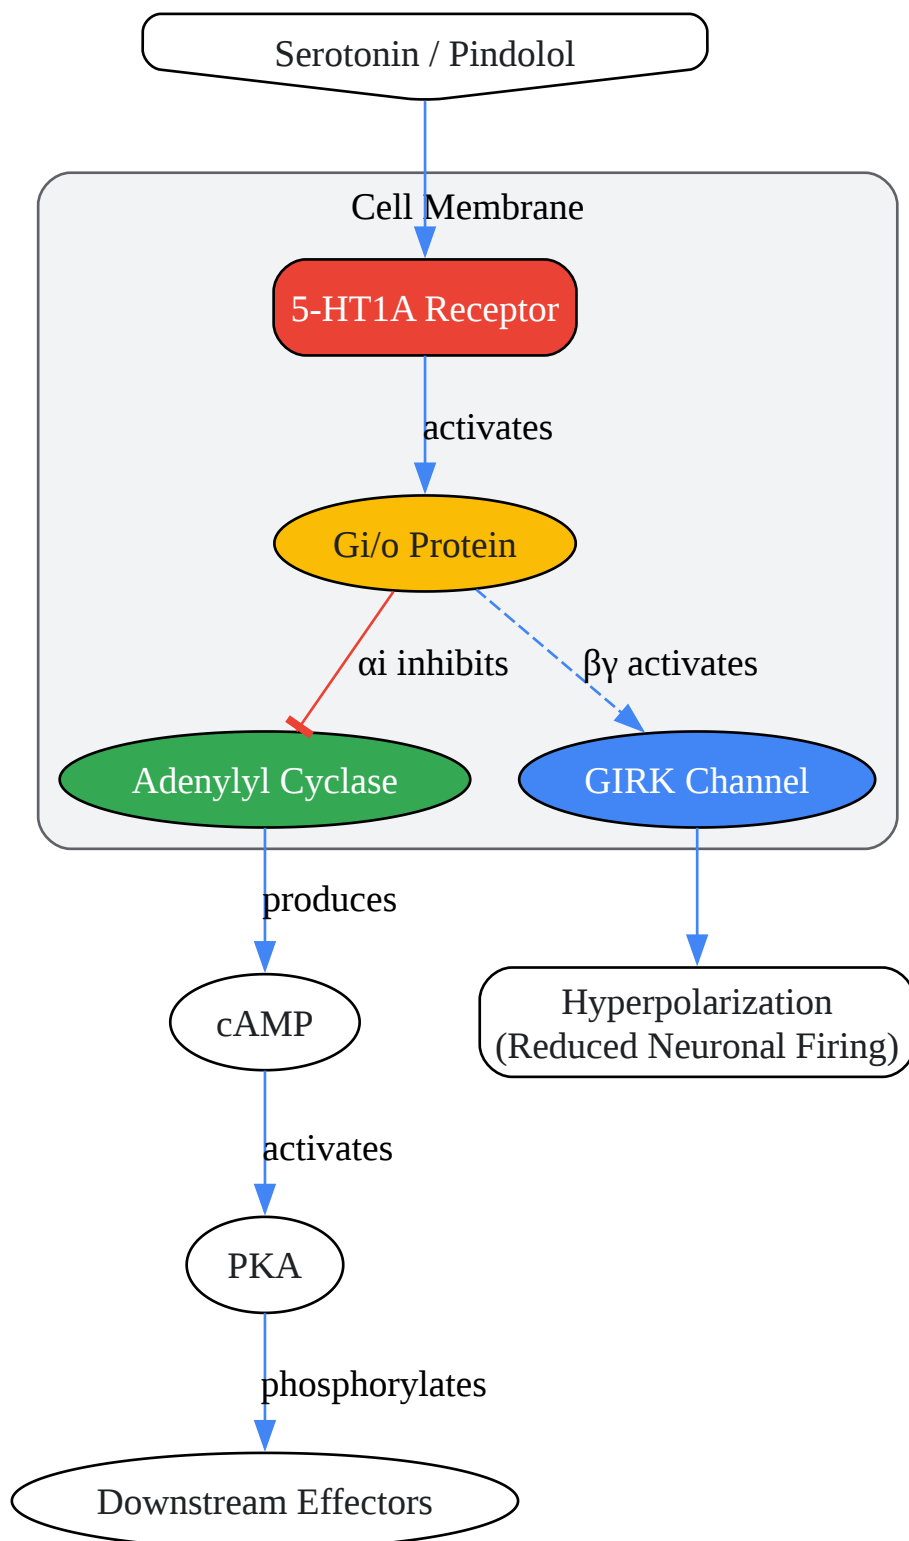 Serotonin / Pindolol
Cell Membrane
5-HT1A Receptor
activates
Gi/o Protein
αi inhibits
βγ activates
Adenylyl Cyclase
GIRK Channel
produces
cAMP
Hyperpolarization
(Reduced Neuronal Firing)
activates
PKA
phosphorylates
Downstream Effectors